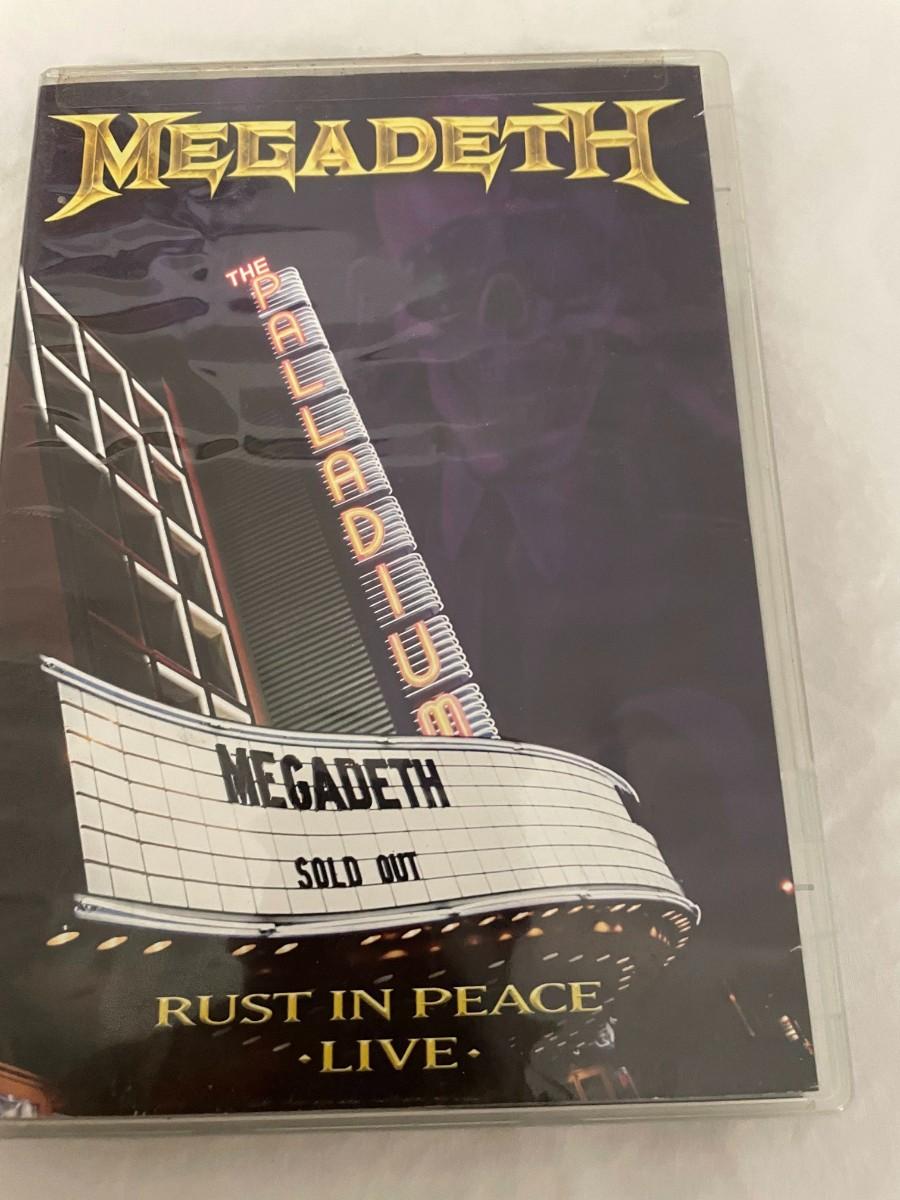 MEGADETH
THE
PALLADIUM
MEGADETH
SOLD OUT
RUST IN PEACE
·LIVE·